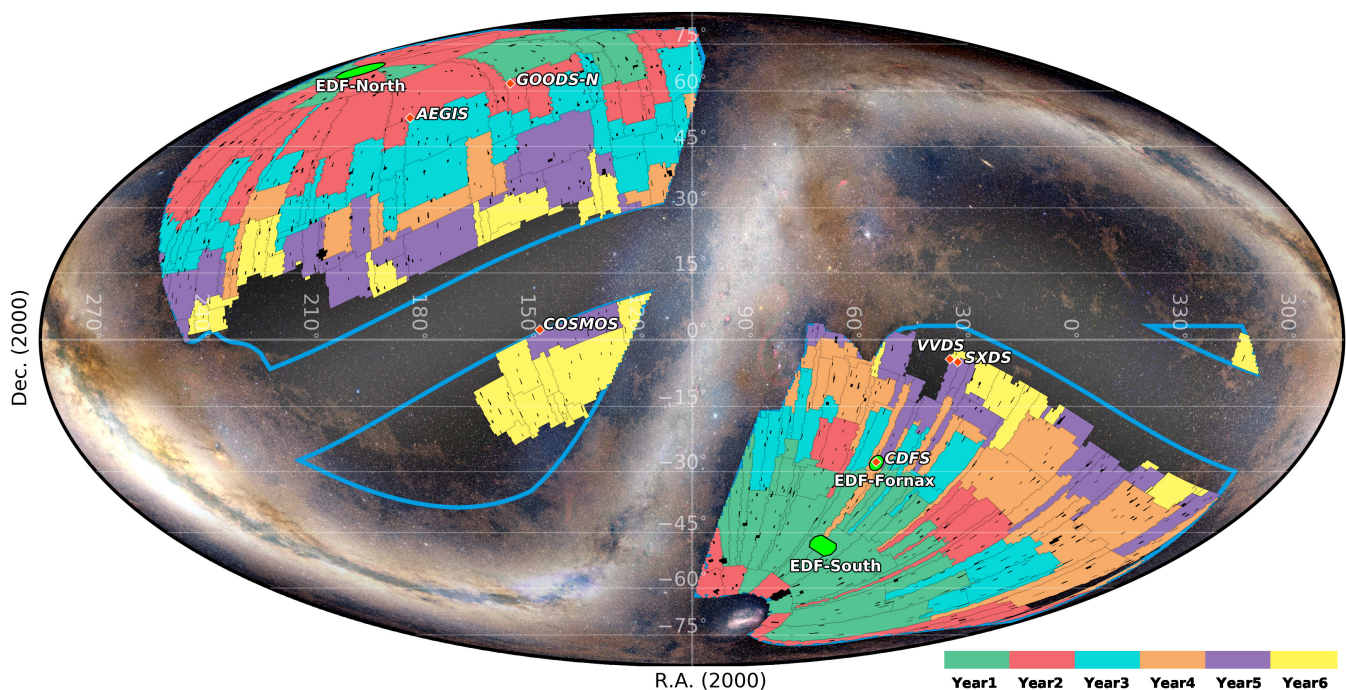 75°
60°
45°
30°
15°
0°
−15°
−30°
−45°
−60°
−75°
270°
210°
180°
150°
90°
60°
30°
0°
330°
300°
EDF-North
GOODS-N
AEGIS
COSMOS
VVDS
SXDS
CDFS
EDF-Fornax
EDF-South
Dec. (2000)
R.A. (2000)
Year1 Year2 Year3 Year4 Year5 Year6